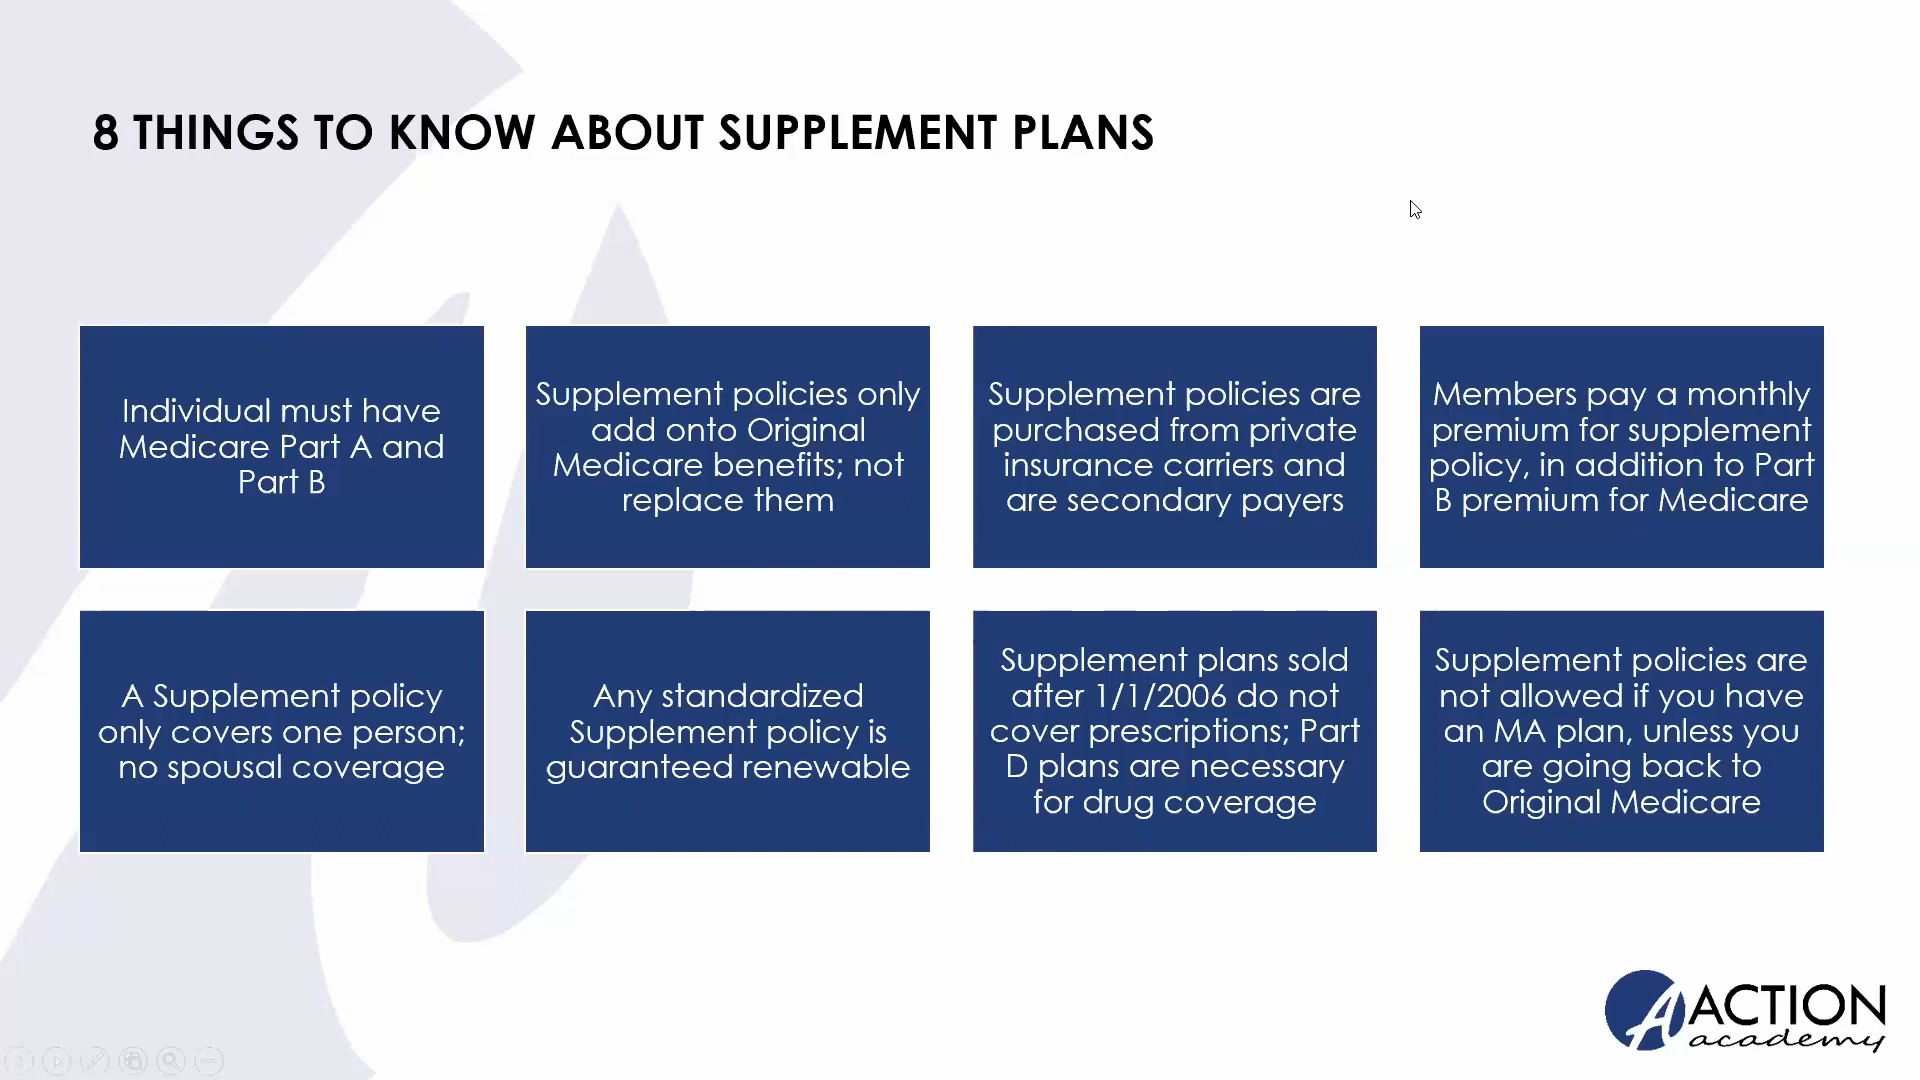 8 THINGS TO KNOW ABOUT SUPPLEMENT PLANS
Individual must have
Medicare Part A and
Part B
Supplement policies only
add onto Original
Medicare benefits; not
replace them
Supplement policies are
purchased from private
insurance carriers and
are secondary payers
Members pay a monthly
premium for supplement
policy, in addition to Part
B premium for Medicare
A Supplement policy
only covers one person;
no spousal coverage
Any standardized
Supplement policy is
guaranteed renewable
Supplement plans sold
after 1/1/2006 do not
cover prescriptions; Part
D plans are necessary
for drug coverage
Supplement policies are
not allowed if you have
an MA plan, unless you
are going back to
Original Medicare
A ACTION
academy